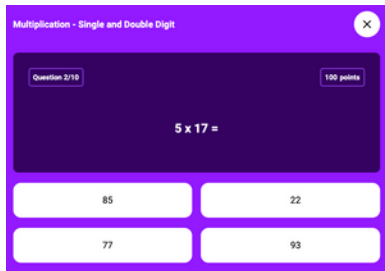 Multiplication - Single and Double Digit
Question 2/10
100 points
5 x 17 =
85
22
77
93